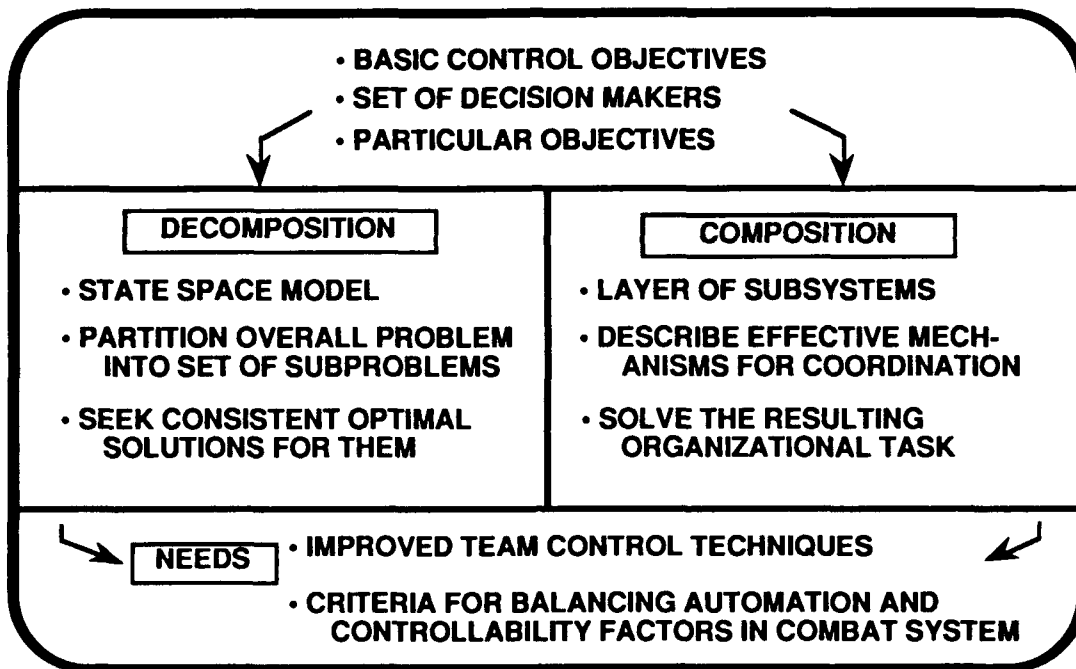 • BASIC CONTROL OBJECTIVES
• SET OF DECISION MAKERS
• PARTICULAR OBJECTIVES
DECOMPOSITION
• STATE SPACE MODEL
• PARTITION OVERALL PROBLEM
INTO SET OF SUBPROBLEMS
• SEEK CONSISTENT OPTIMAL
SOLUTIONS FOR THEM
COMPOSITION
• LAYER OF SUBSYSTEMS
• DESCRIBE EFFECTIVE MECH-
ANISMS FOR COORDINATION
• SOLVE THE RESULTING
ORGANIZATIONAL TASK
NEEDS
• IMPROVED TEAM CONTROL TECHNIQUES
• CRITERIA FOR BALANCING AUTOMATION AND
CONTROLLABILITY FACTORS IN COMBAT SYSTEM